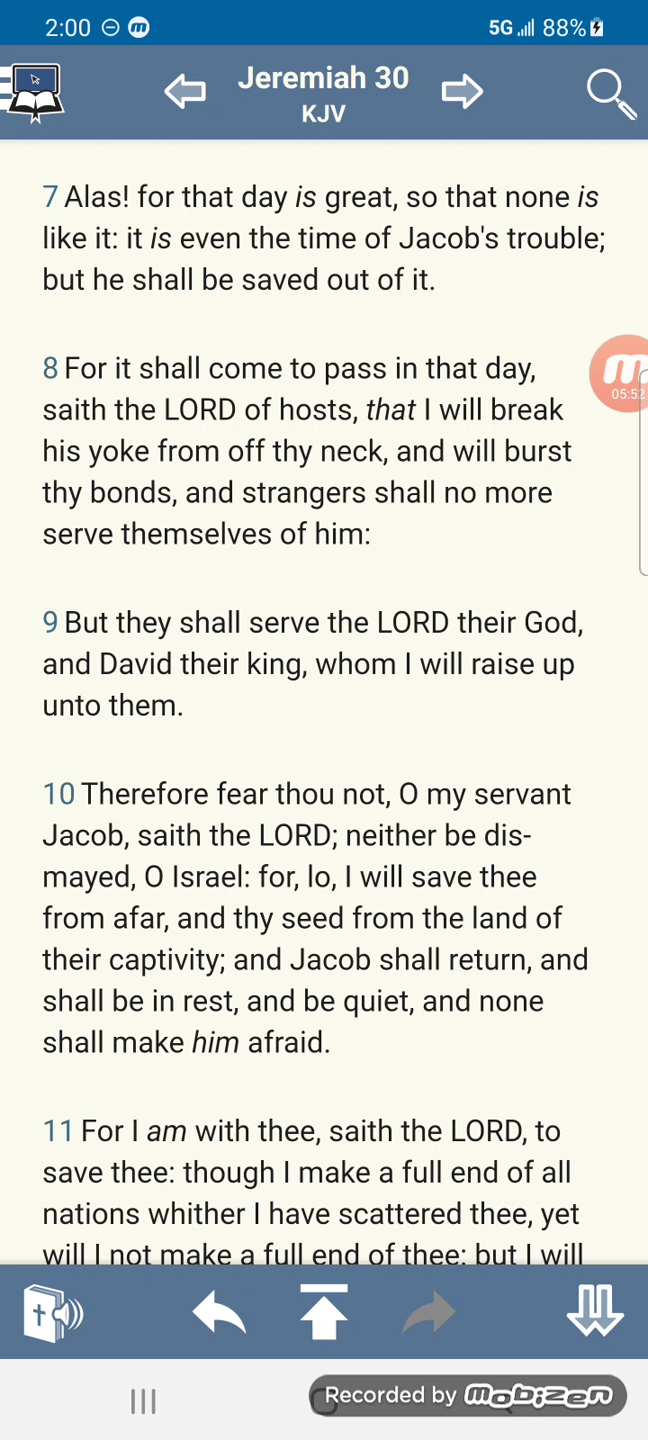 2:00 5G 88%
Jeremiah 30
KJV
7 Alas! for that day is great, so that none is
like it: it is even the time of Jacob's trouble;
but he shall be saved out of it.
8 For it shall come to pass in that day,
saith the LORD of hosts, that I will break
his yoke from off thy neck, and will burst
thy bonds, and strangers shall no more
serve themselves of him:
05:52
9 But they shall serve the LORD their God,
and David their king, whom I will raise up
unto them.
10 Therefore fear thou not, O my servant
Jacob, saith the LORD; neither be dis-
mayed, O Israel: for, lo, I will save thee
from afar, and thy seed from the land of
their captivity; and Jacob shall return, and
shall be in rest, and be quiet, and none
shall make him afraid.
11 For I am with thee, saith the LORD, to
save thee: though I make a full end of all
nations whither I have scattered thee, yet
will I not make a full end of thee: but I will
Recorded by mobizen